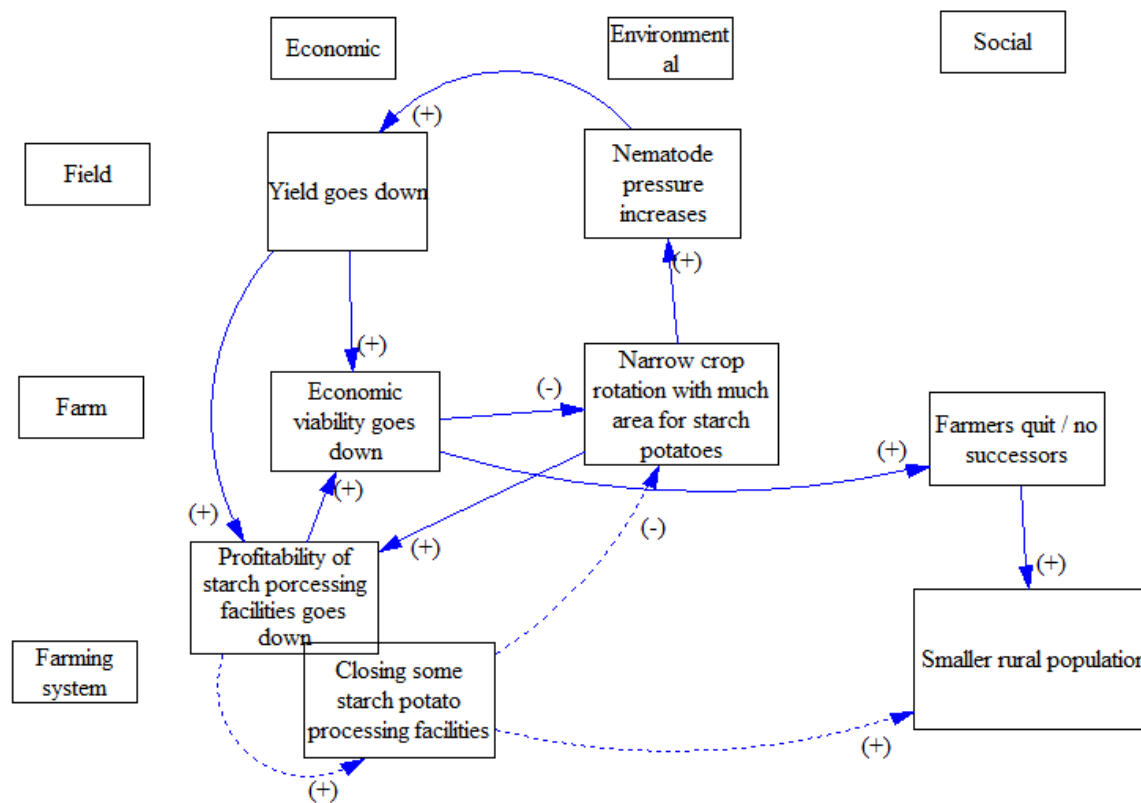 Economic
Environment
al
Social
(+)
Field
Yield goes down
Nematode
pressure
increases
(+)
(+)
Farm
Economic
viability goes
down
(-)
Narrow crop
rotation with much
area for starch
potatoes
Farmers quit / no
successors
(+)
(+)
(+)
(+)
(-)
Profitability of
starch porcessing
facilities goes
down
(+)
Farming
system
Closing some
starch potato
processing facilities
Smaller rural population
(+)
(+)